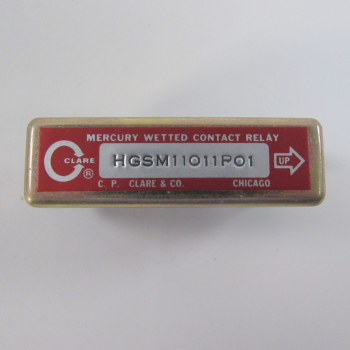 MERCURY WETTED CONTACT RELAY
CLARE ®
HGSM11011P01
UP
C. P. CLARE & CO. CHICAGO